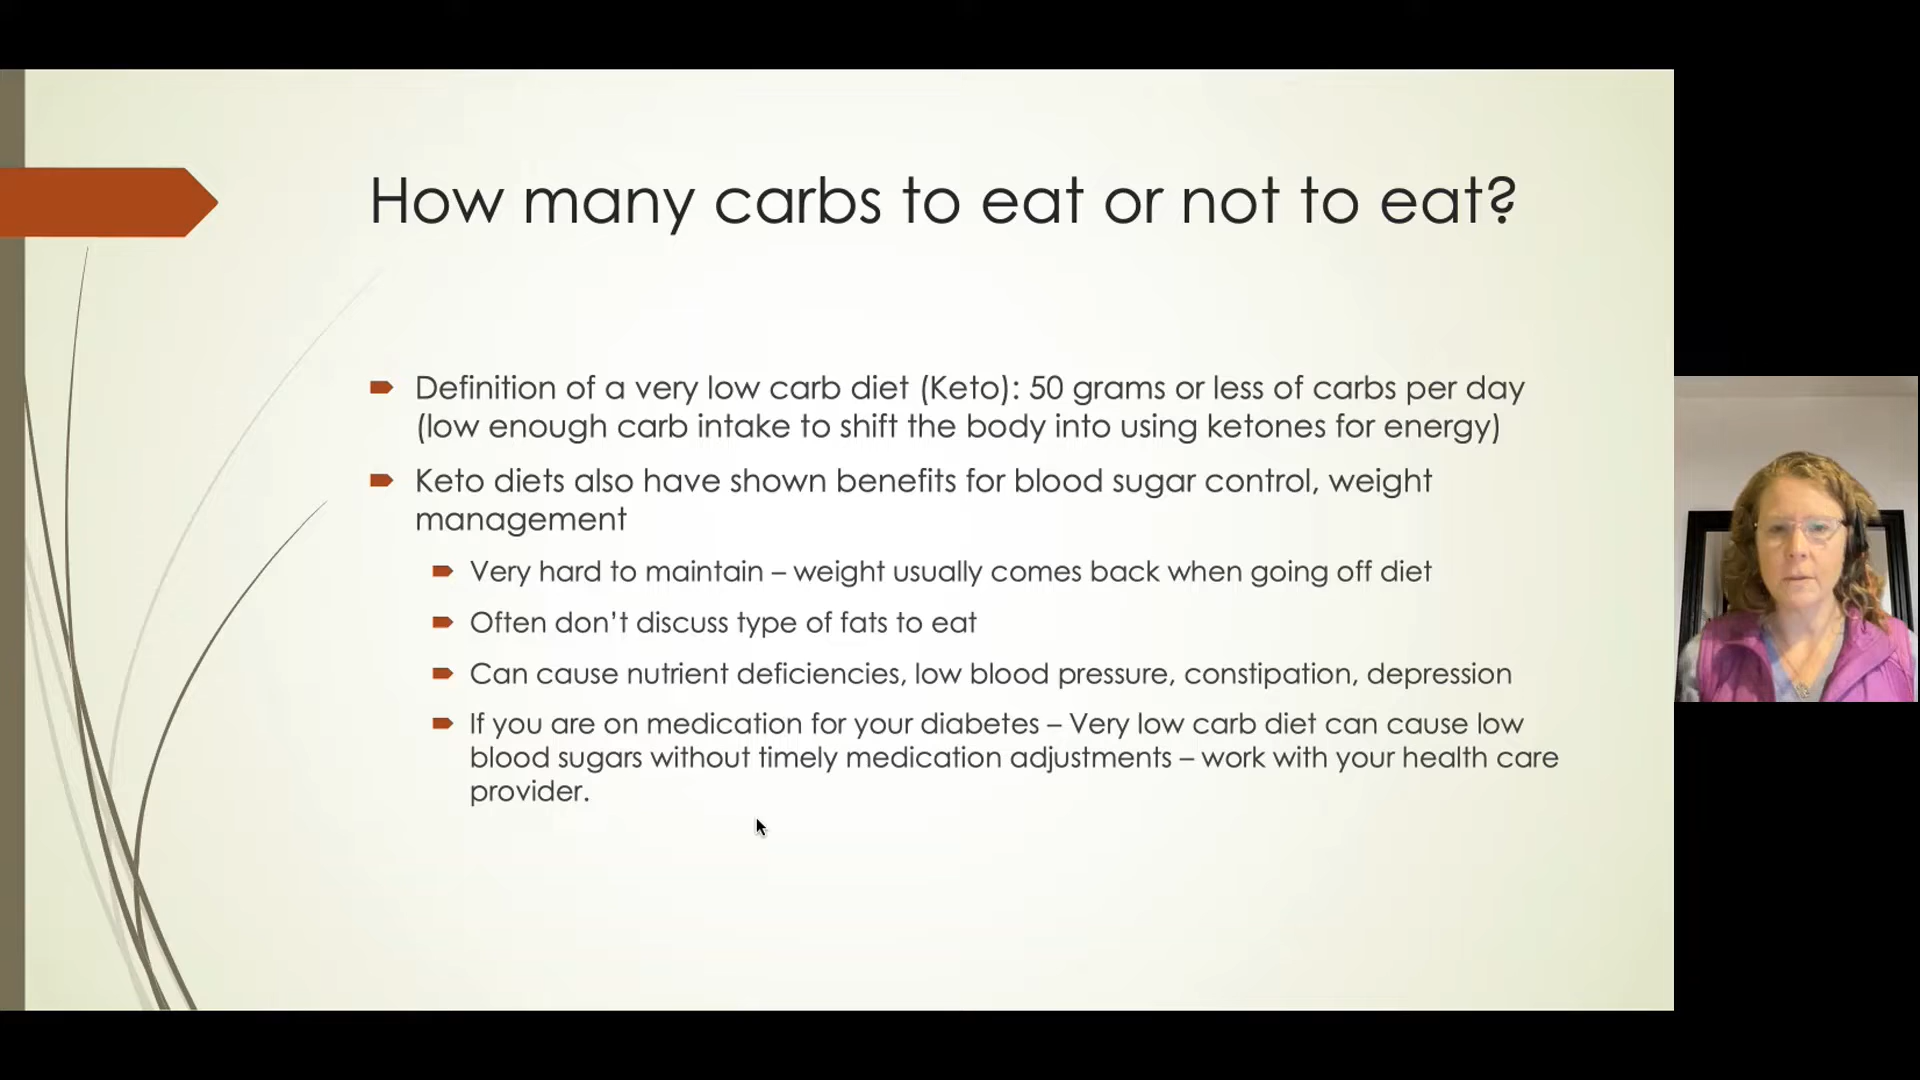 How many carbs to eat or not to eat?
Definition of a very low carb diet (Keto): 50 grams or less of carbs per day
(low enough carb intake to shift the body into using ketones for energy)
Keto diets also have shown benefits for blood sugar control, weight
management
Very hard to maintain – weight usually comes back when going off diet
Often don’t discuss type of fats to eat
Can cause nutrient deficiencies, low blood pressure, constipation, depression
If you are on medication for your diabetes – Very low carb diet can cause low
blood sugars without timely medication adjustments – work with your health care
provider.